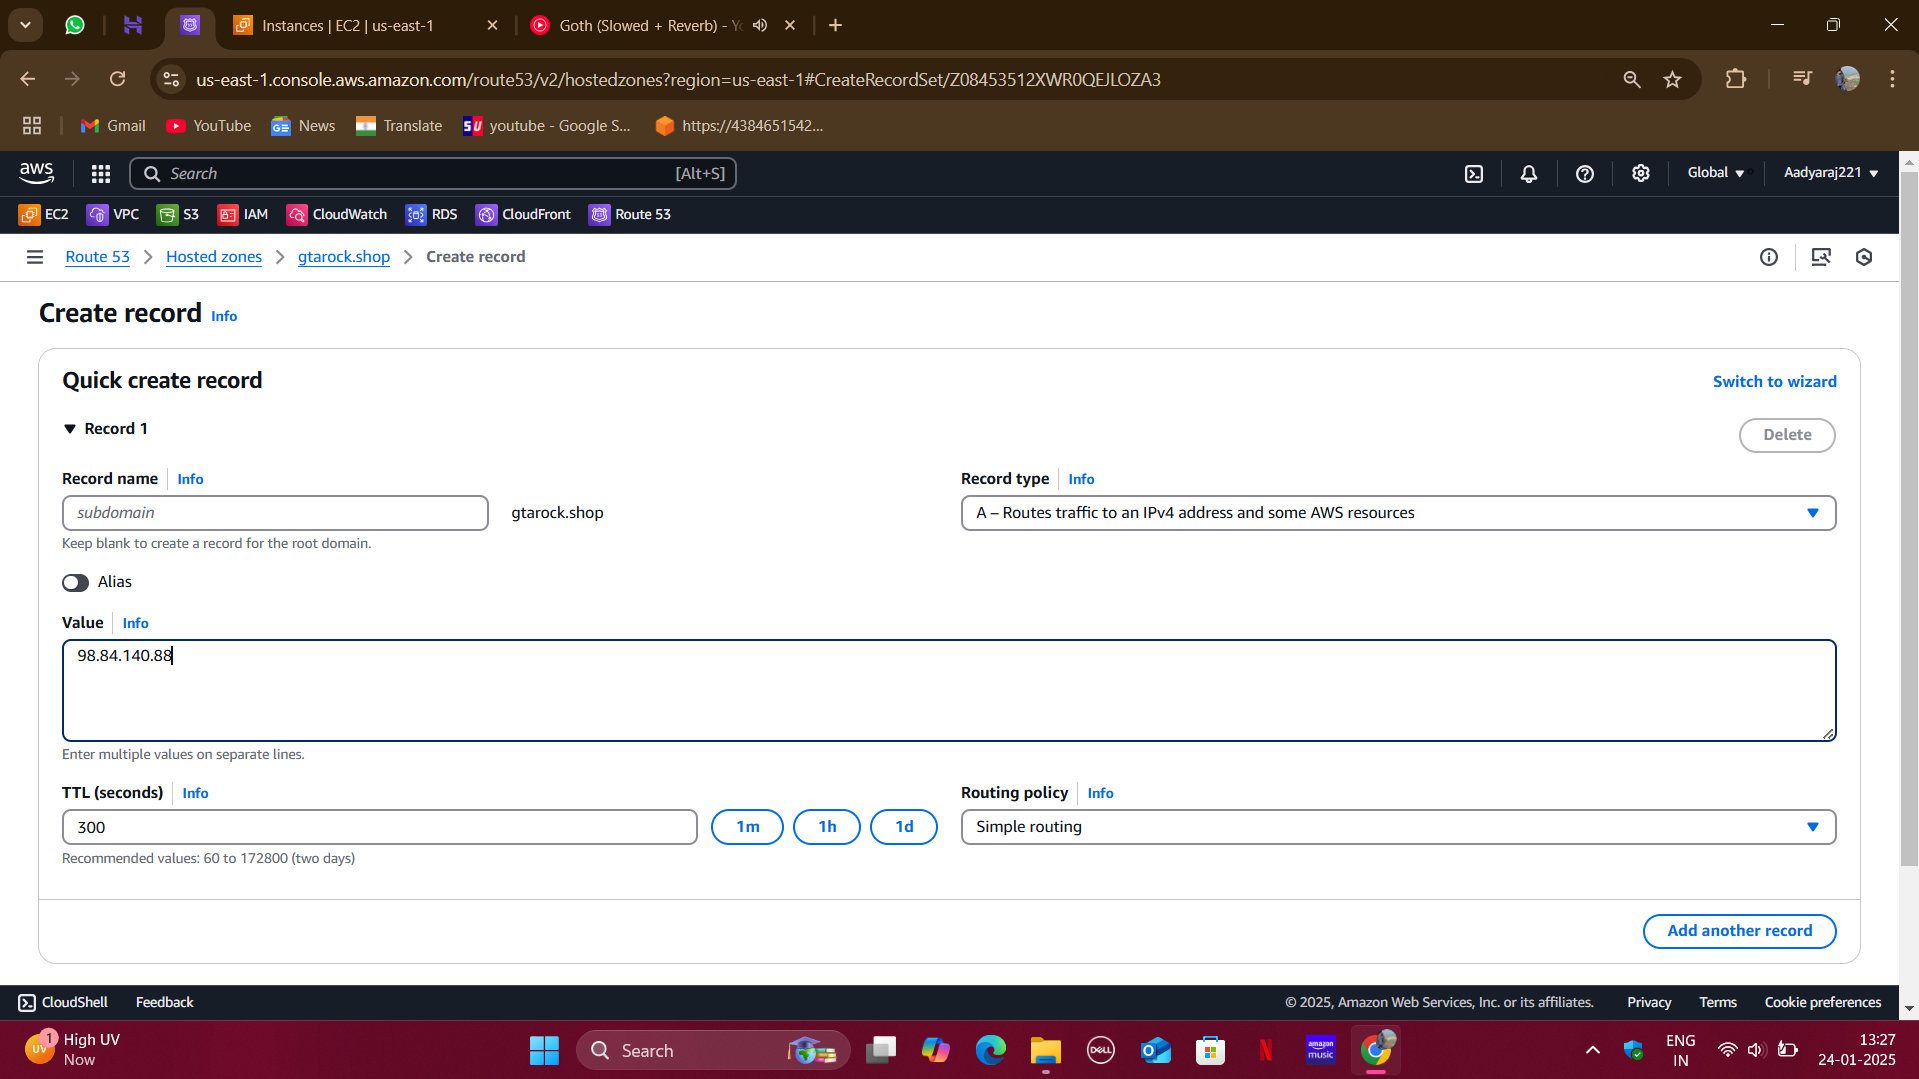 Instances | EC2 | us-east-1
Goth (Slowed + Reverb) - Yo
us-east-1.console.aws.amazon.com/route53/v2/hostedzones?region=us-east-1#CreateRecordSet/Z08453512XWR0QEJLOZA3
Gmail
YouTube
News
Translate
SU
youtube - Google S...
https://4384651542...
aws
Search
[Alt+S]
Global
Aadyaraj221
EC2
VPC
S3
IAM
CloudWatch
RDS
CloudFront
Route 53
Route 53
Hosted zones
gtarock.shop
Create record
Create record Info
Quick create record
Switch to wizard
Record 1
Delete
Record name Info
Record type Info
subdomain
gtarock.shop
A – Routes traffic to an IPv4 address and some AWS resources
Keep blank to create a record for the root domain.
Alias
Value Info
98.84.140.88
Enter multiple values on separate lines.
TTL (seconds) Info
Routing policy Info
300
1m
1h
1d
Simple routing
Recommended values: 60 to 172800 (two days)
Add another record
CloudShell
Feedback
© 2025, Amazon Web Services, Inc. or its affiliates.
Privacy
Terms
Cookie preferences
UV
1
High UV
Now
Search
DELL
amazon music
ENG
IN
13:27
24-01-2025